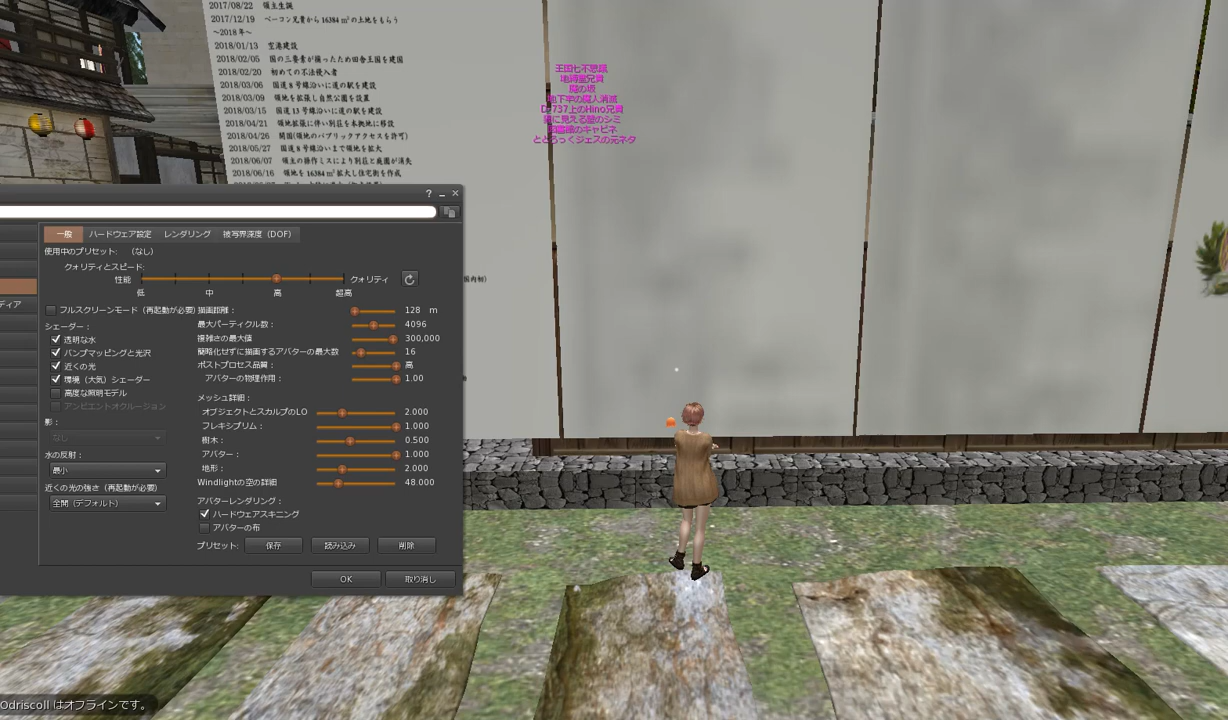 2017/08/22 領主生誕
2017/12/19 ベーコン兄貴から16384㎡の土地をもらう
～2018年～
2018/01/13 空港建設
2018/02/05 国の三要素が揃ったため田舎王国を建国
2018/02/20 初めての不法侵入者
2018/03/06 国道8号線沿いに道の駅を建設
2018/03/09 領地を拡張し自然公園を設置
2018/03/15 国道13号線沿いに道の駅を建設
2018/04/21 領地拡張に伴い別荘を本拠地に移設
2018/04/26 開国(領地のパブリックアクセスを許可)
2018/05/27 国道8号線沿いまで領地を拡大
2018/06/07 領主の操作ミスにより別荘と庭園が消失
2018/06/16 領地を16384㎡拡大し住宅街を作成
王国七不思議
地縛霊兄貴
魔の坂
地下牢の魔人消滅
737上のHino兄貴
に見える壁のシミ
のキャビネ
ととろっくジェスの元ネタ
国内初)
一般 ハードウェア設定 レンダリング 被写界深度 (DOF)
使用中のプリセット: (なし)
クォリティとスピード:
性能 クォリティ
低 中 高 超高
フルスクリーンモード (再起動が必要)
描画距離: 128 m
最大パーティクル数: 4096
複雑さの最大値 300,000
簡略化せずに描画するアバターの最大数 16
ポストプロセス品質: 高
アバターの物理作用: 1.00
シェーダー:
透明な水
バンプマッピングと光沢
近くの光
環境 (大気) シェーダー
高度な照明モデル
アンビエントオクルージョン
影:
なし
水の反射:
最小
近くの光の強さ (再起動が必要)
全開 (デフォルト)
メッシュ詳細:
オブジェクトとスカルプのLO 2.000
フレキシプリム: 1.000
樹木: 0.500
アバター: 1.000
地形: 2.000
Windlightの空の詳細 48.000
アバターレンダリング:
ハードウェアスキニング
アバターの布
プリセット: 保存 読み込み 削除
OK 取り消し
ディア
Odriscoll はオフラインです。